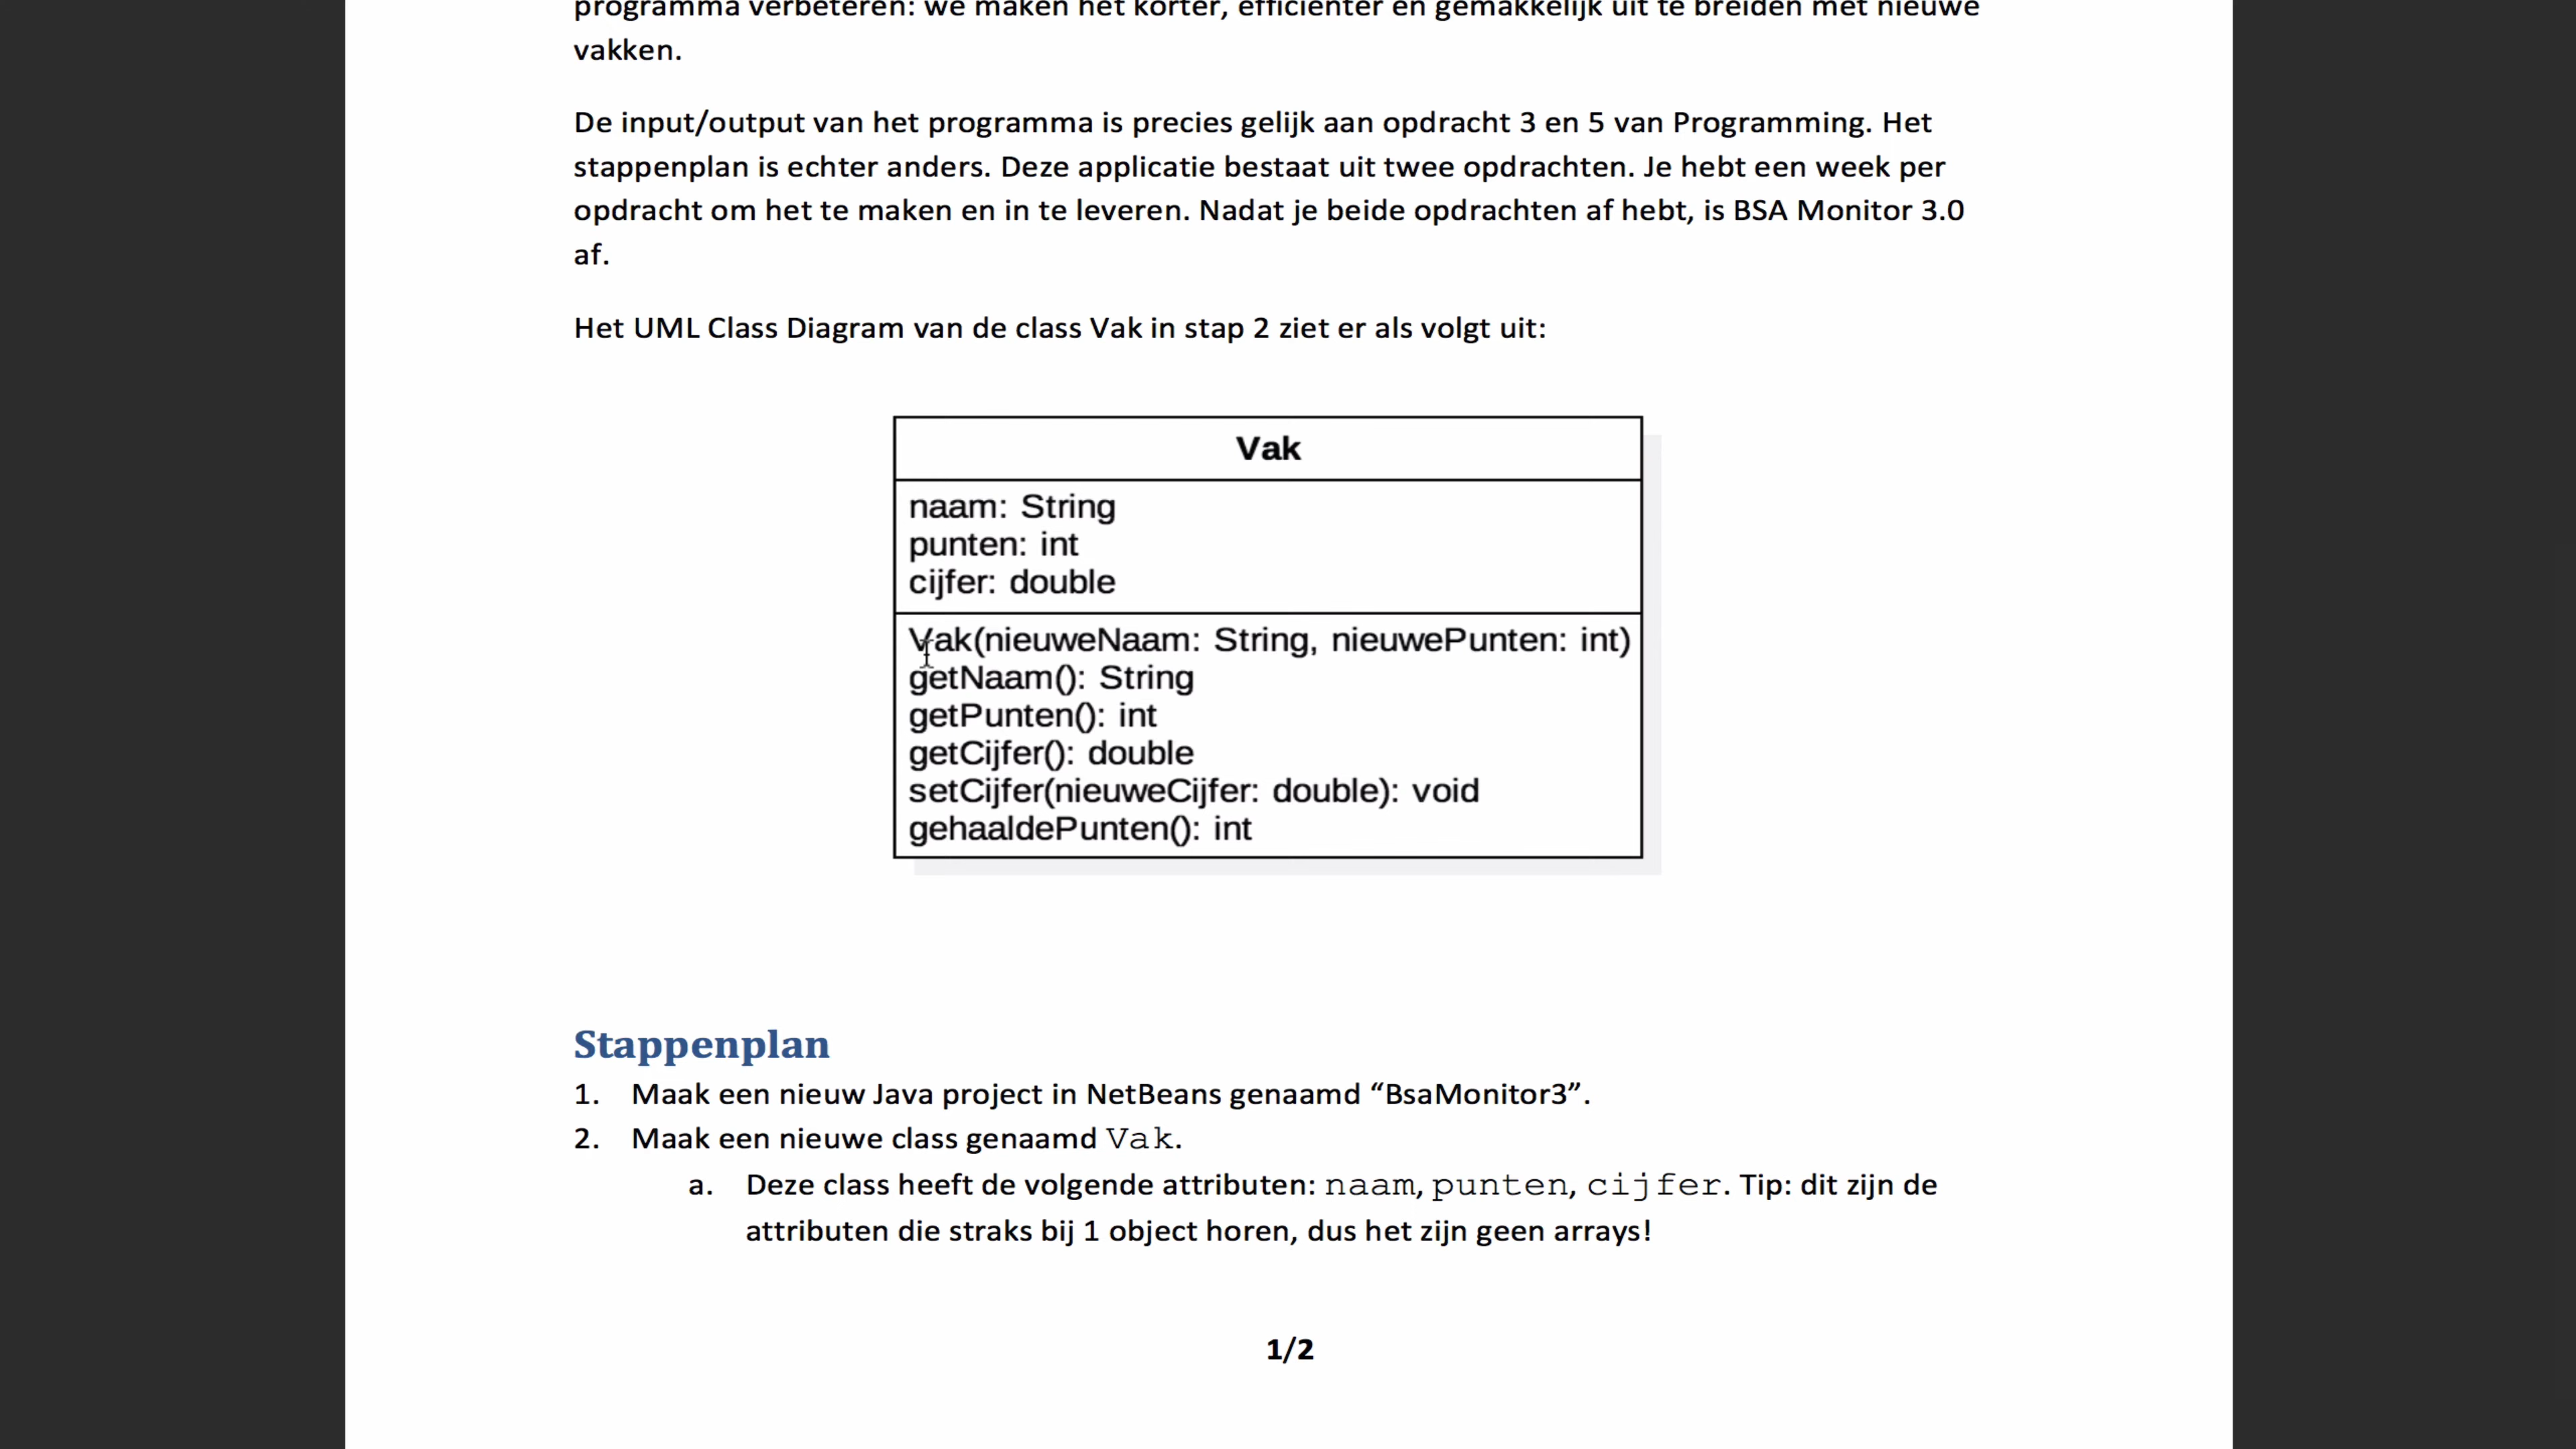 programma verbeteren: we maken het korter, efficiënter en gemakkelijk uit te breiden met nieuwe
vakken.
De input/output van het programma is precies gelijk aan opdracht 3 en 5 van Programming. Het
stappenplan is echter anders. Deze applicatie bestaat uit twee opdrachten. Je hebt een week per
opdracht om het te maken en in te leveren. Nadat je beide opdrachten af hebt, is BSA Monitor 3.0
af.
Het UML Class Diagram van de class Vak in stap 2 ziet er als volgt uit:
Vak
naam: String
punten: int
cijfer: double
Vak(nieuweNaam: String, nieuwePunten: int)
getNaam(): String
getPunten(): int
getCijfer(): double
setCijfer(nieuweCijfer: double): void
gehaaldePunten(): int
Stappenplan
1. Maak een nieuw Java project in NetBeans genaamd “BsaMonitor3”.
2. Maak een nieuwe class genaamd Vak.
a. Deze class heeft de volgende attributen: naam, punten, cijfer. Tip: dit zijn de
attributen die straks bij 1 object horen, dus het zijn geen arrays!
1/2